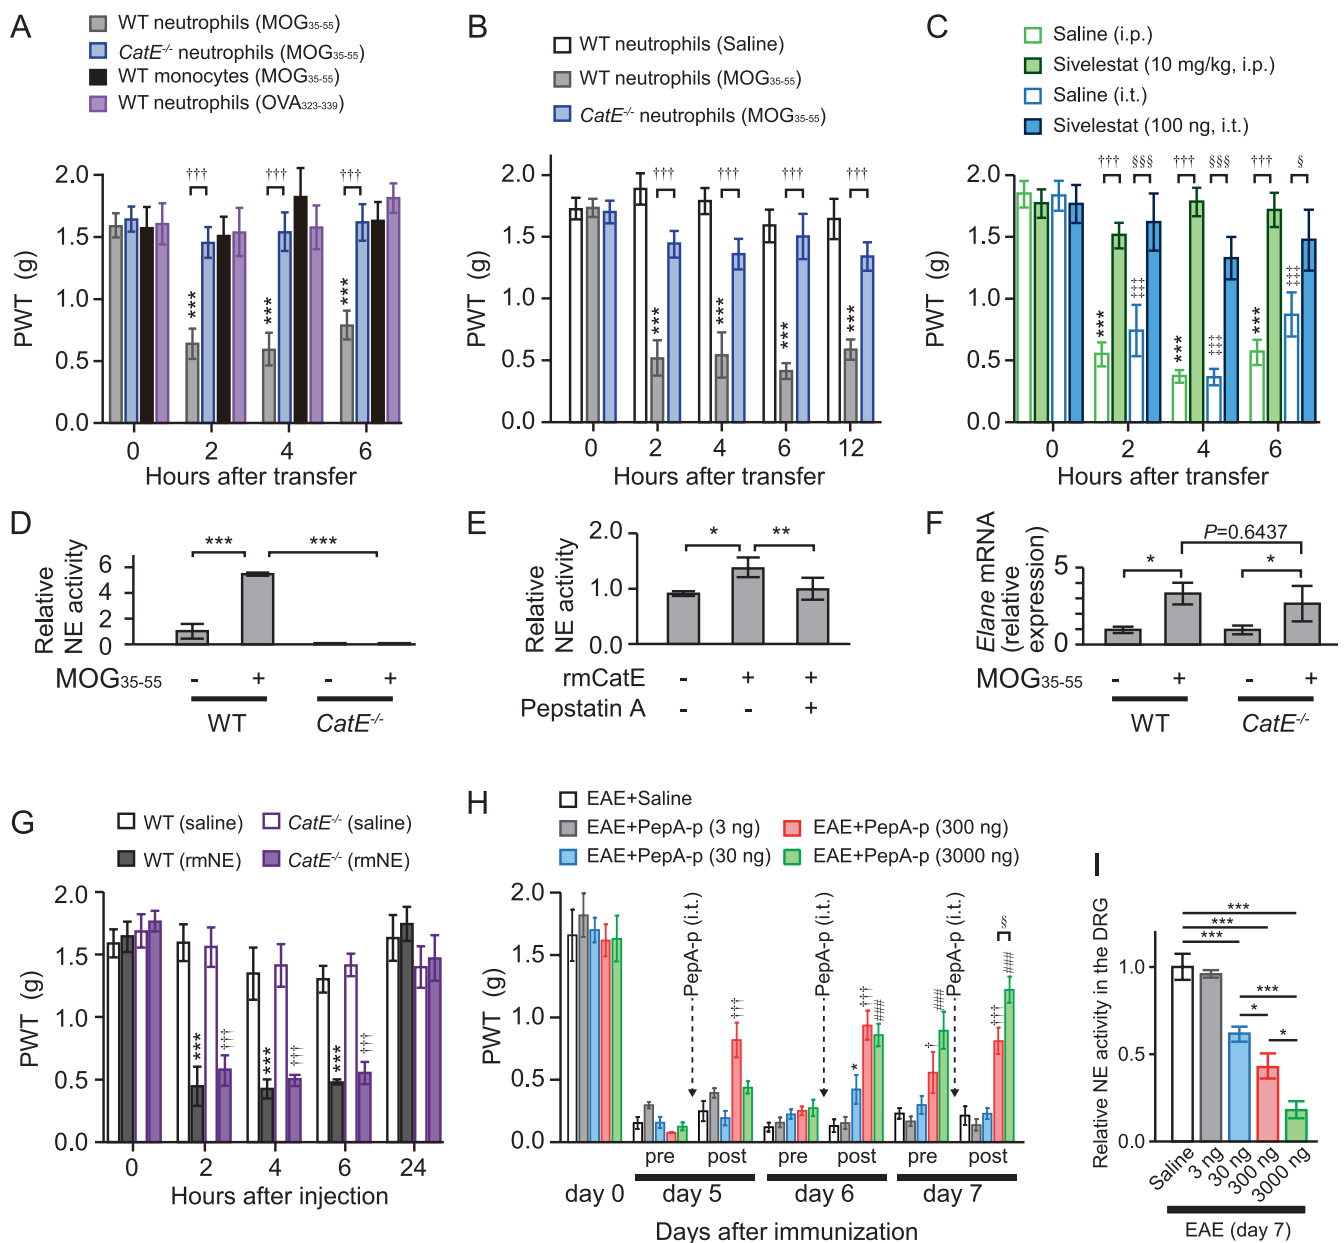 A
WT neutrophils (MOG35-55)
CatE-/- neutrophils (MOG35-55)
WT monocytes (MOG35-55)
WT neutrophils (OVA323-339)
PWT (g)
2.0
1.5
1.0
0.5
0.0
††† ††† †††
*** *** ***
0 2 4 6
Hours after transfer
B
WT neutrophils (Saline)
WT neutrophils (MOG35-55)
CatE-/- neutrophils (MOG35-55)
PWT (g)
2.0
1.5
1.0
0.5
0.0
††† ††† ††† †††
*** *** *** ***
0 2 4 6 12
Hours after transfer
C
Saline (i.p.)
Sivelestat (10 mg/kg, i.p.)
Saline (i.t.)
Sivelestat (100 ng, i.t.)
PWT (g)
2.0
1.5
1.0
0.5
0.0
††† §§§ ††† §§§ ††† §
*** ‡‡‡ *** ‡‡‡ *** ‡‡‡
0 2 4 6
Hours after transfer
D
Relative
NE activity
6
4
2
0
*** ***
MOG35-55 - + - +
WT CatE-/-
E
Relative
NE activity
2.0
1.0
0.0
* **
rmCatE - + +
Pepstatin A - - +
F
Elane mRNA
(relative
expression)
5
0
P=0.6437
* *
MOG35-55 - + - +
WT CatE-/-
G
WT (saline) CatE-/- (saline)
WT (rmNE) CatE-/- (rmNE)
PWT (g)
2.0
1.5
1.0
0.5
0.0
*** ††† *** ††† *** †††
0 2 4 6 24
Hours after injection
H
EAE+Saline
EAE+PepA-p (3 ng) EAE+PepA-p (300 ng)
EAE+PepA-p (30 ng) EAE+PepA-p (3000 ng)
PWT (g)
2.0
1.5
1.0
0.5
0.0
PepA-p (i.t.) PepA-p (i.t.) PepA-p (i.t.)
††† * ††† ### † ### ††† ### §
pre post pre post pre post
day 0 day 5 day 6 day 7
Days after immunization
I
Relative NE activity in the DRG
1.0
0.5
0.0
***
***
***
***
*
*
Saline 3 ng 30 ng 300 ng 3000 ng
EAE (day 7)